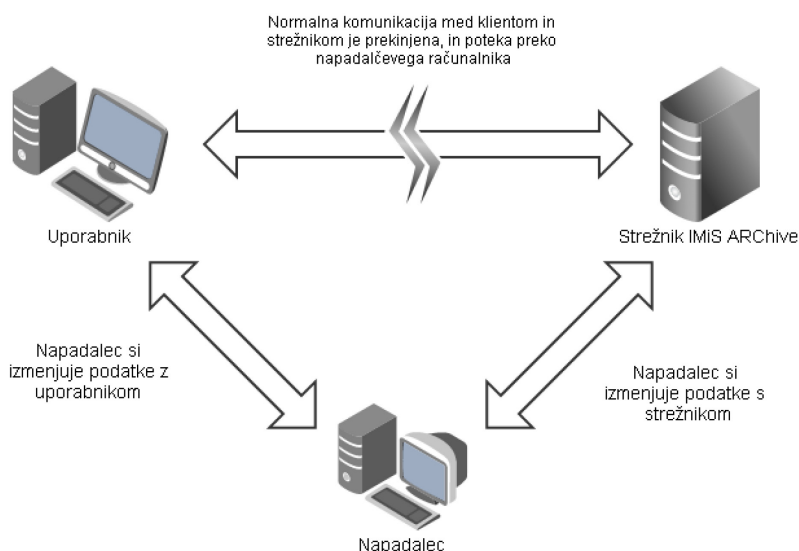 Normalna komunikacija med klientom in
strežnikom je prekinjena, in poteka preko
napadalčevega računalnika
Uporabnik
Strežnik IMiS ARChive
Napadalec si
izmenjuje podatke z
uporabnikom
Napadalec si
izmenjuje podatke s
strežnikom
Napadalec